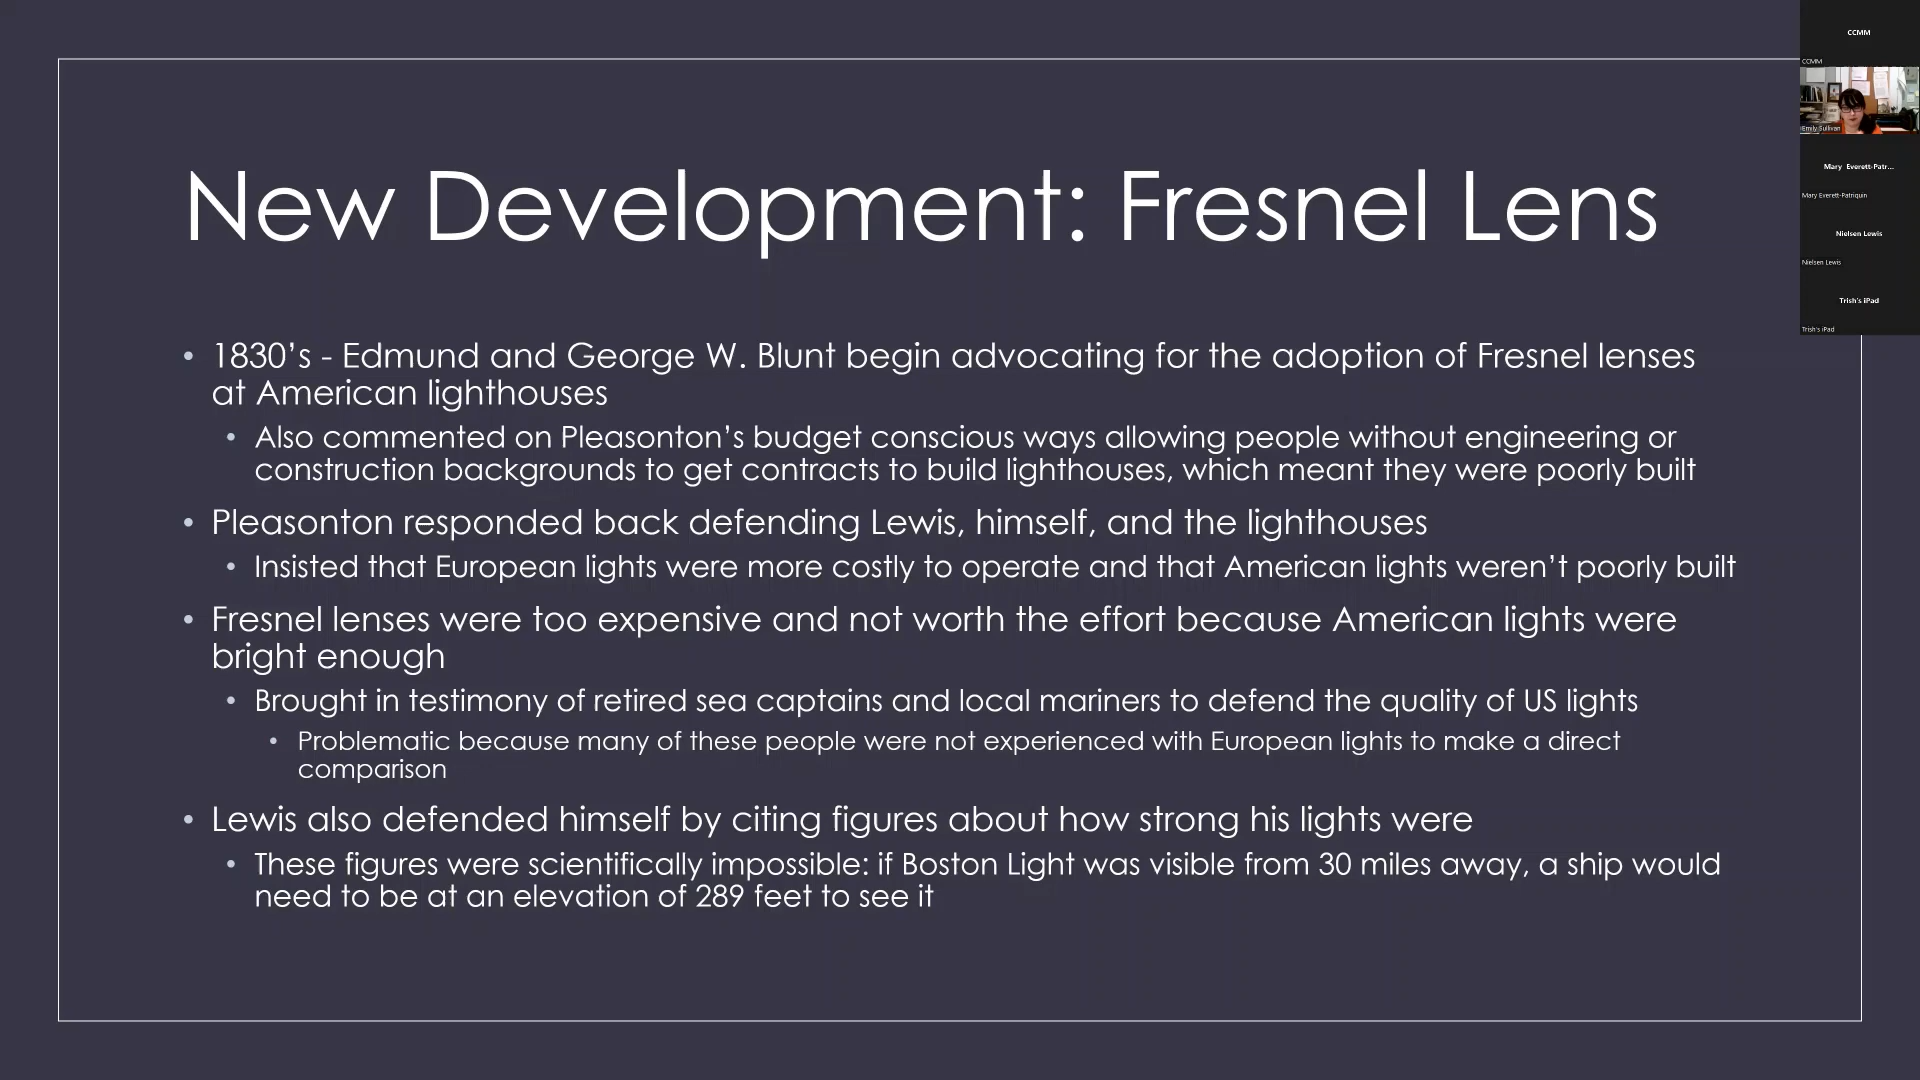 New Development: Fresnel Lens
• 1830’s - Edmund and George W. Blunt begin advocating for the adoption of Fresnel lenses
at American lighthouses
• Also commented on Pleasonton’s budget conscious ways allowing people without engineering or
construction backgrounds to get contracts to build lighthouses, which meant they were poorly built
• Pleasonton responded back defending Lewis, himself, and the lighthouses
• Insisted that European lights were more costly to operate and that American lights weren’t poorly built
• Fresnel lenses were too expensive and not worth the effort because American lights were
bright enough
• Brought in testimony of retired sea captains and local mariners to defend the quality of US lights
• Problematic because many of these people were not experienced with European lights to make a direct
comparison
• Lewis also defended himself by citing figures about how strong his lights were
• These figures were scientifically impossible: if Boston Light was visible from 30 miles away, a ship would
need to be at an elevation of 289 feet to see it
CCMM
CCMM
Emily Sullivan
Mary Everett-Patr...
Mary Everett-Patriquin
Nielsen Lewis
Nielsen Lewis
Trish's iPad
Trish's iPad